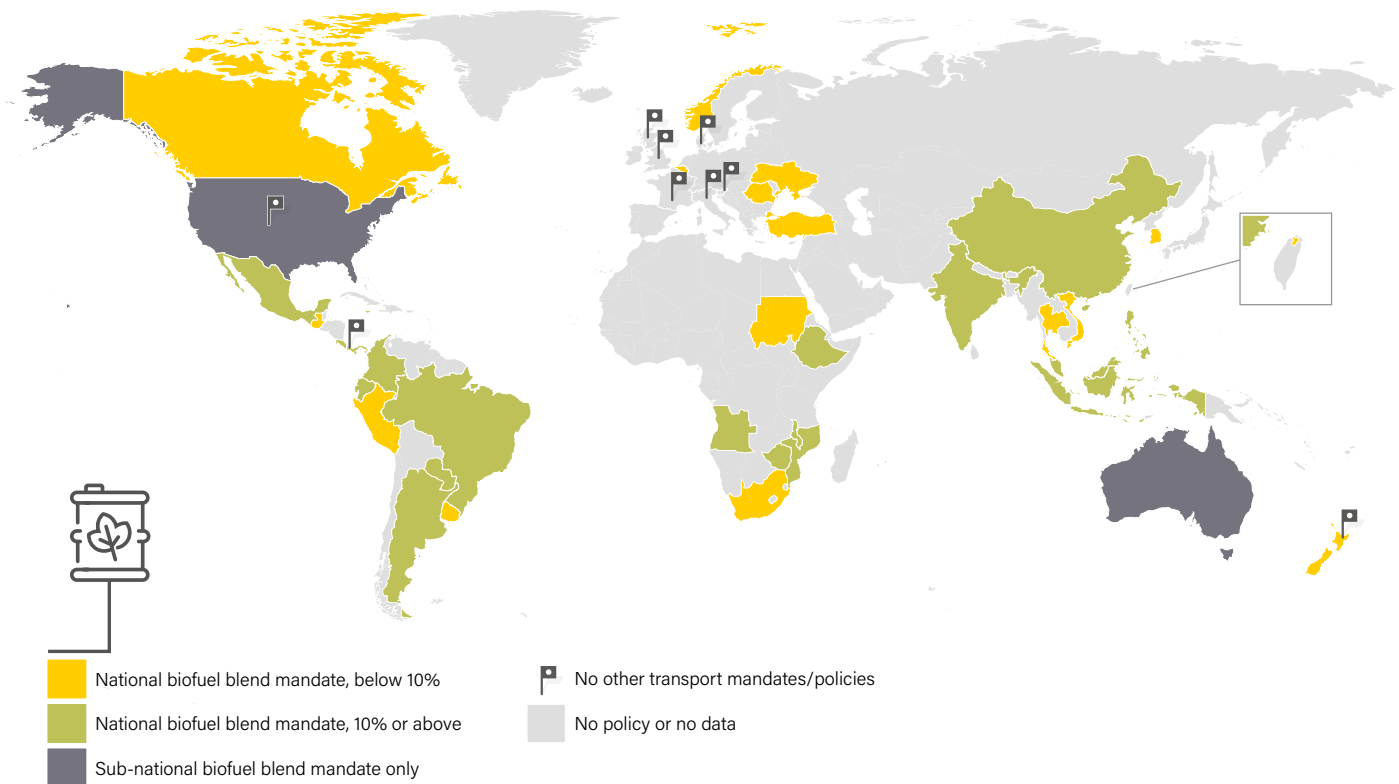 National biofuel blend mandate, below 10%
National biofuel blend mandate, 10% or above
Sub-national biofuel blend mandate only
No other transport mandates/policies
No policy or no data